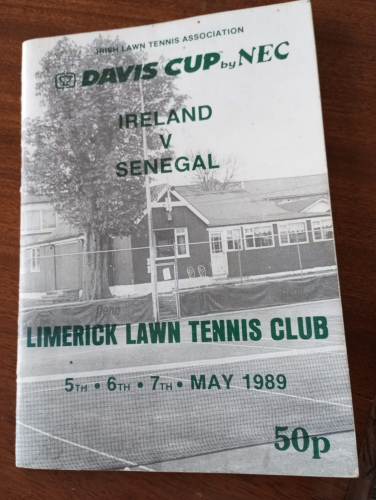 IRISH LAWN TENNIS ASSOCIATION
DAVIS CUP by NEC
IRELAND
V
SENEGAL
Penn
LIMERICK LAWN TENNIS CLUB
5TH • 6TH • 7TH • MAY 1989
50p